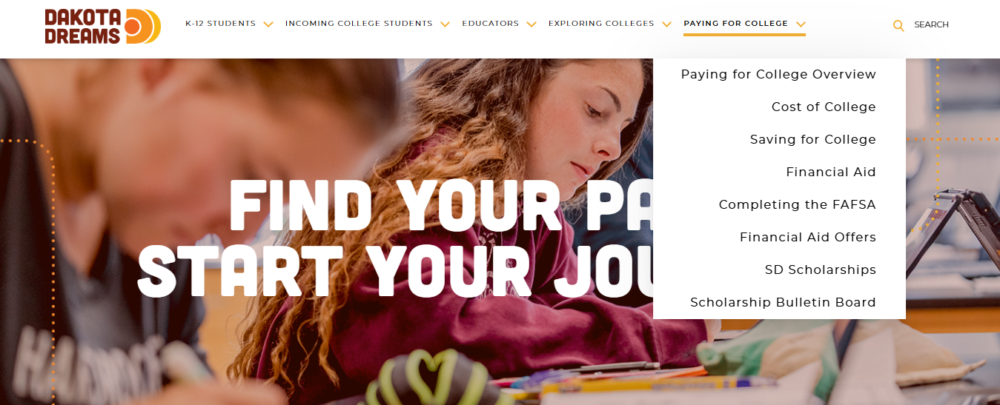 DAKOTA
DREAMS
K-12 STUDENTS
INCOMING COLLEGE STUDENTS
EDUCATORS
EXPLORING COLLEGES
PAYING FOR COLLEGE
SEARCH
Paying for College Overview
Cost of College
Saving for College
Financial Aid
Completing the FAFSA
Financial Aid Offers
SD Scholarships
Scholarship Bulletin Board
FIND YOUR PA
START YOUR JOU